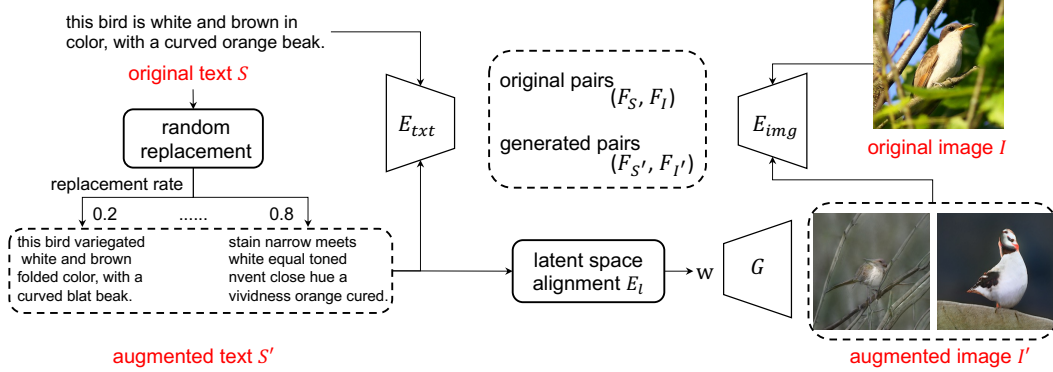 this bird is white and brown in
color, with a curved orange beak.
original text S
random
replacement
replacement rate
0.2 ...... 0.8
this bird variegated
white and brown
folded color, with a
curved blat beak.
stain narrow meets
white equal toned
nvent close hue a
vividness orange cured.
augmented text S′
E_txt
original pairs
(F_S, F_I)
generated pairs
(F_S′, F_I′)
E_img
original image I
latent space
alignment E_l
w
G
augmented image I′